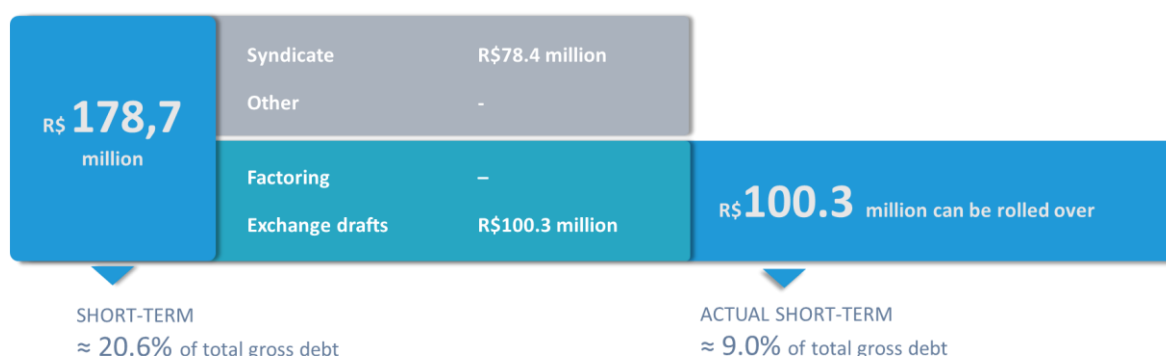 R$ 178,7
million
Syndicate R$78.4 million
Other -
Factoring –
Exchange drafts R$100.3 million
R$100.3 million can be rolled over
SHORT-TERM
≈ 20.6% of total gross debt
ACTUAL SHORT-TERM
≈ 9.0% of total gross debt